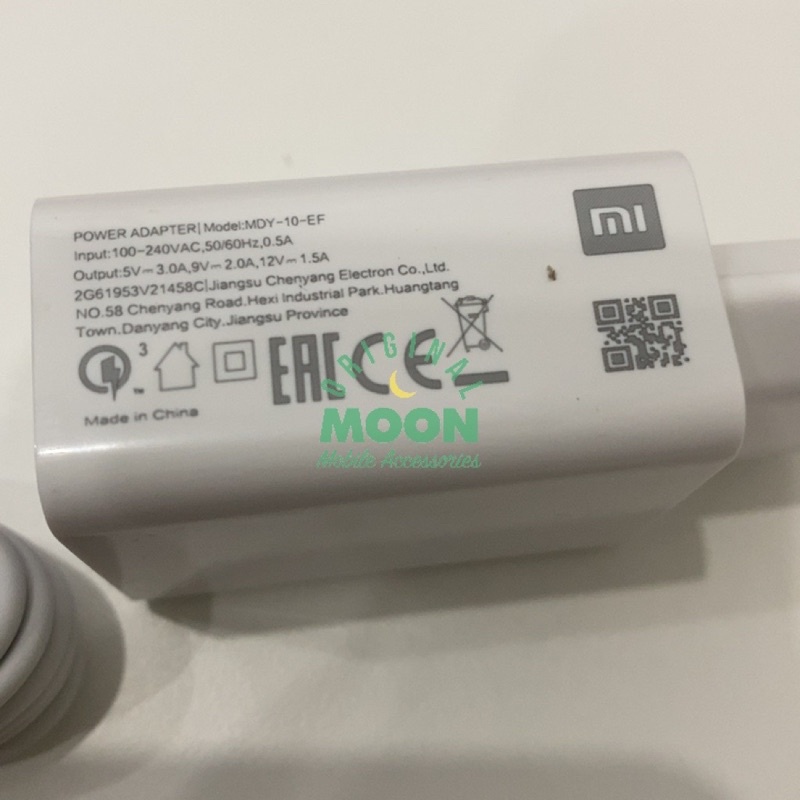 POWER ADAPTER|Model:MDY-10-EF
Input:100-240VAC,50/60Hz,0.5A
Output:5V⎓3.0A,9V⎓2.0A,12V⎓1.5A
2G61953V21458C|Jiangsu Chenyang Electron Co.,Ltd.
NO.58 Chenyang Road.Hexi Industrial Park.Huangtang
Town.Danyang City.Jiangsu Province
3
™
EAC CE
Made in China
mi
ORIGINAL
MOON
Mobile Accessories